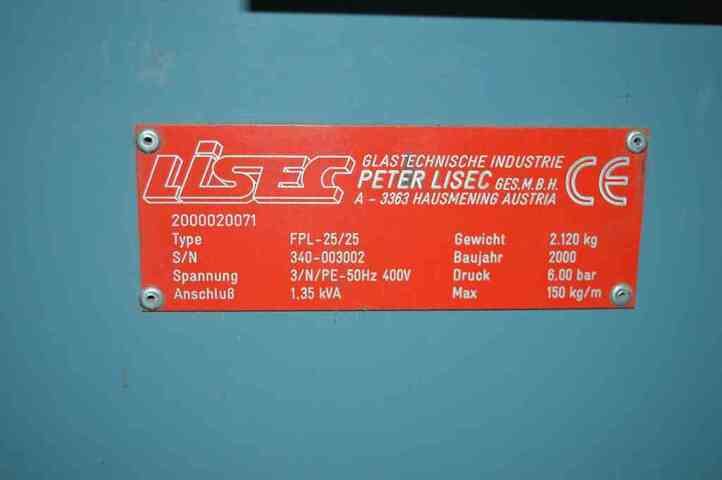 LISEC
GLASTECHNISCHE INDUSTRIE
PETER LISEC GES.M.B.H.
A - 3363 HAUSMENING AUSTRIA
CE
2000020071
Type FPL-25/25 Gewicht 2.120 kg
S/N 340-003002 Baujahr 2000
Spannung 3/N/PE-50Hz 400V Druck 6.00 bar
Anschluß 1,35 kVA Max 150 kg/m